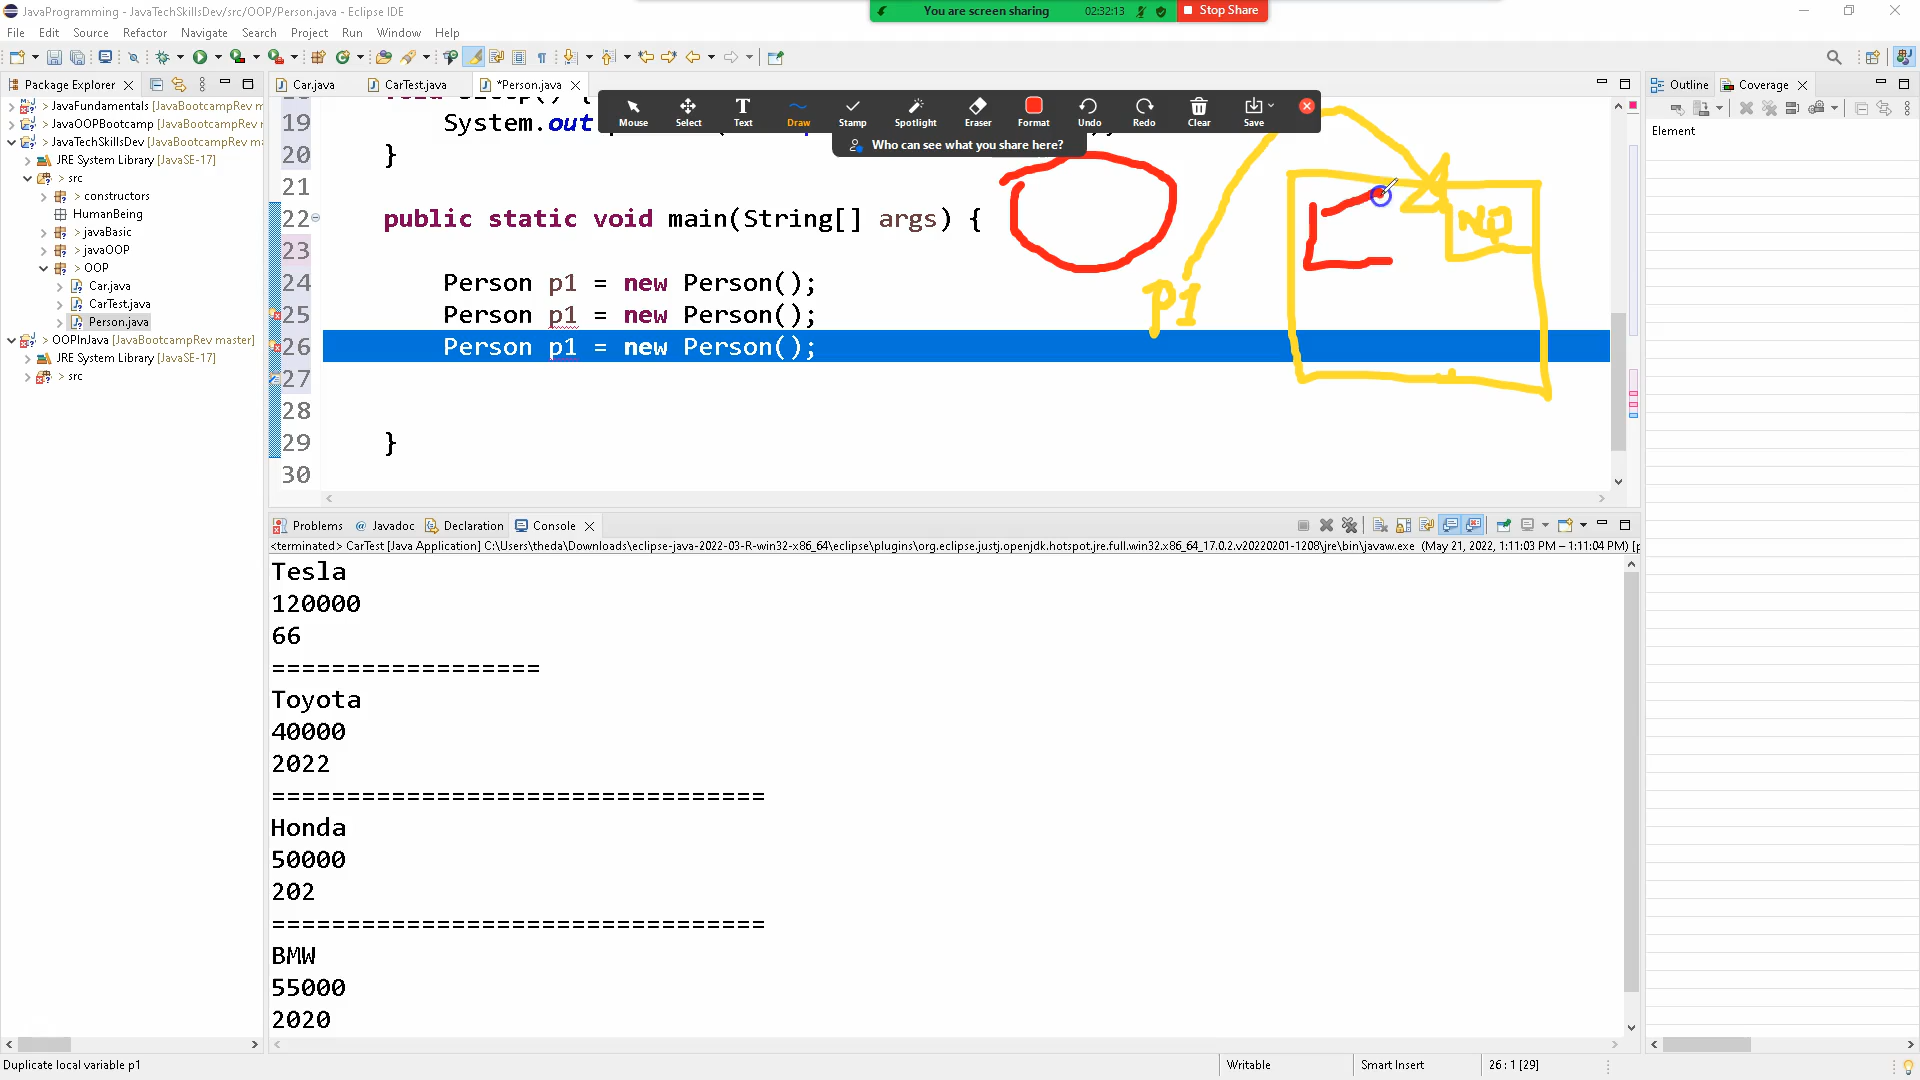 JavaProgramming - JavaTechSkillsDev/src/OOP/Person.java - Eclipse IDE
You are screen sharing 02:32:13 Stop Share
File Edit Source Refactor Navigate Search Project Run Window Help
Package Explorer
Car.java CarTest.java *Person.java
Outline Coverage
Mouse Select Text Draw Stamp Spotlight Eraser Format Undo Redo Clear Save
Who can see what you share here?
Element
> JavaFundamentals [JavaBootcampRev m
> JavaOOPBootcamp [JavaBootcampRev r
> JavaTechSkillsDev [JavaBootcampRev ma
JRE System Library [JavaSE-17]
> src
> constructors
HumanBeing
> javaBasic
> javaOOP
> OOP
Car.java
CarTest.java
Person.java
> OOPInJava [JavaBootcampRev master]
JRE System Library [JavaSE-17]
> src
19 System.out
20 }
21
22 public static void main(String[] args) {
23
24 Person p1 = new Person();
25 Person p1 = new Person();
26 Person p1 = new Person();
27
28
29 }
30
P1
Problems Javadoc Declaration Console
<terminated> CarTest [Java Application] C:\Users\theda\Downloads\eclipse-java-2022-03-R-win32-x86_64\eclipse\plugins\org.eclipse.justj.openjdk.hotspot.jre.full.win32.x86_64_17.0.2.v20220201-1208\jre\bin\javaw.exe (May 21, 2022, 1:11:03 PM – 1:11:04 PM) [p
Tesla
120000
66
==================
Toyota
40000
2022
=================================
Honda
50000
202
=================================
BMW
55000
2020
Duplicate local variable p1
Writable Smart Insert 26 : 1 [29]